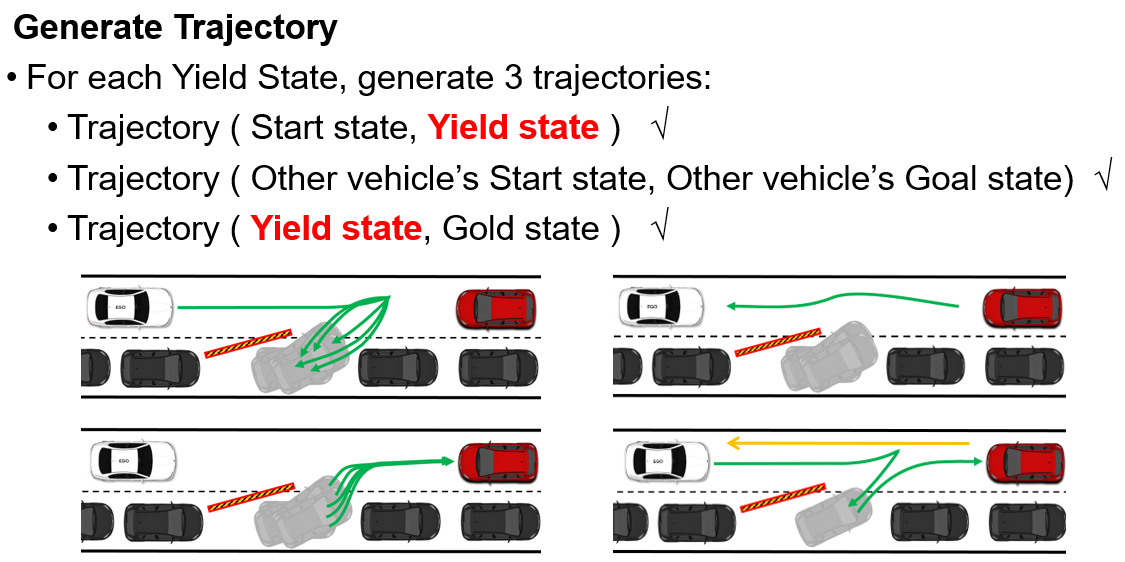 Generate Trajectory
• For each Yield State, generate 3 trajectories:
• Trajectory ( Start state, Yield state ) √
• Trajectory ( Other vehicle’s Start state, Other vehicle’s Goal state) √
• Trajectory ( Yield state, Gold state ) √
EGO
EGO
EGO
EGO